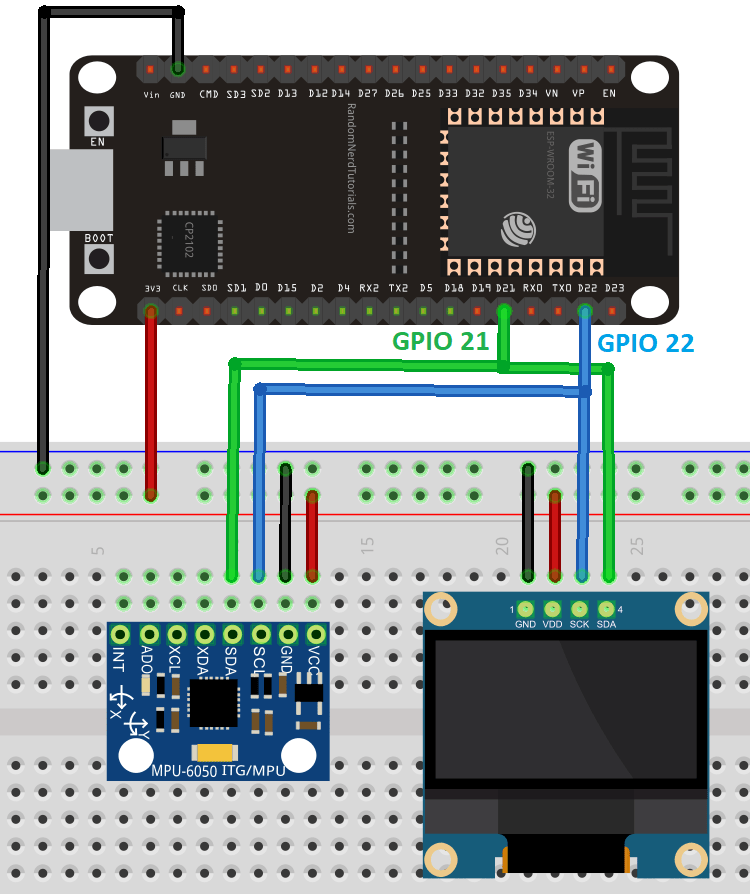 Vin GND CMD SD3 SD2 D13 D12 D14 D27 D26 D25 D33 D32 D35 D34 VN VP EN
EN
RandomNerdTutorials.com
ESP-WROOM-32
WiFi
CP2102
BOOT
3V3 CLK SD0 SD1 D0 D15 D2 D4 RX2 TX2 D5 D18 D19 D21 RX0 TX0 D22 D23
GPIO 21
GPIO 22
5
15
20
25
1
4
GND VDD SCK SDA
INT
ADO
XCL
XDA
SDA
SCL
GND
VCC
X
Y
MPU-6050 ITG/MPU